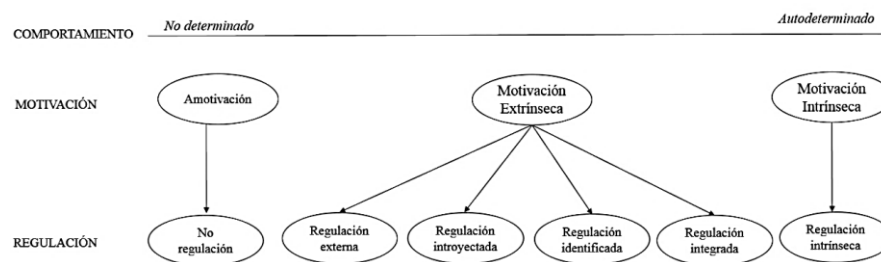 COMPORTAMIENTO
No determinado
Autodeterminado
MOTIVACIÓN
Amotivación
Motivación
Extrínseca
Motivación
Intrínseca
REGULACIÓN
No
regulación
Regulación
externa
Regulación
introyectada
Regulación
identificada
Regulación
integrada
Regulación
intrínseca